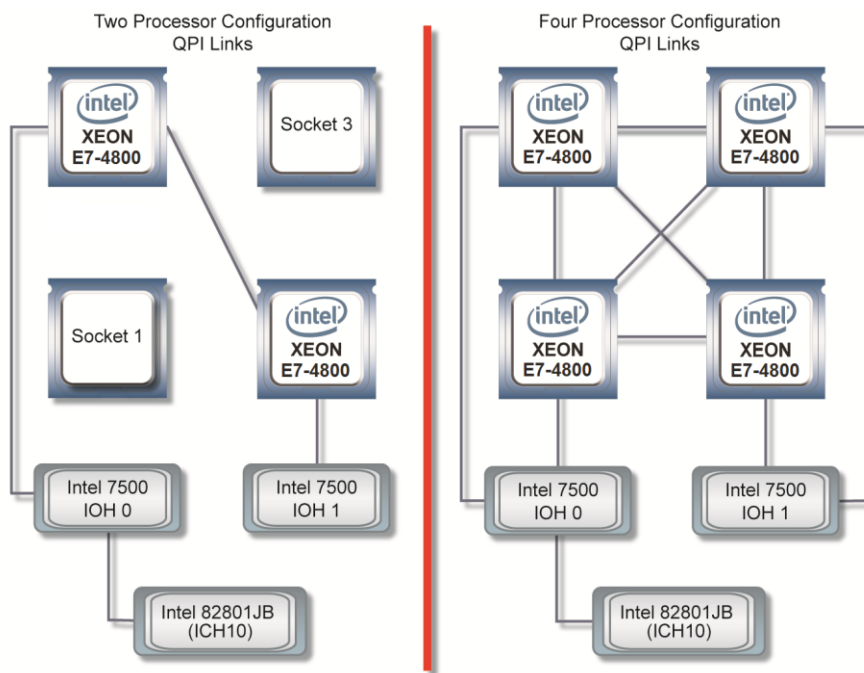 Two Processor Configuration
QPI Links
intel
XEON
E7-4800
Socket 3
Socket 1
intel
XEON
E7-4800
Intel 7500
IOH 0
Intel 7500
IOH 1
Intel 82801JB
(ICH10)
Four Processor Configuration
QPI Links
intel
XEON
E7-4800
intel
XEON
E7-4800
intel
XEON
E7-4800
intel
XEON
E7-4800
Intel 7500
IOH 0
Intel 7500
IOH 1
Intel 82801JB
(ICH10)